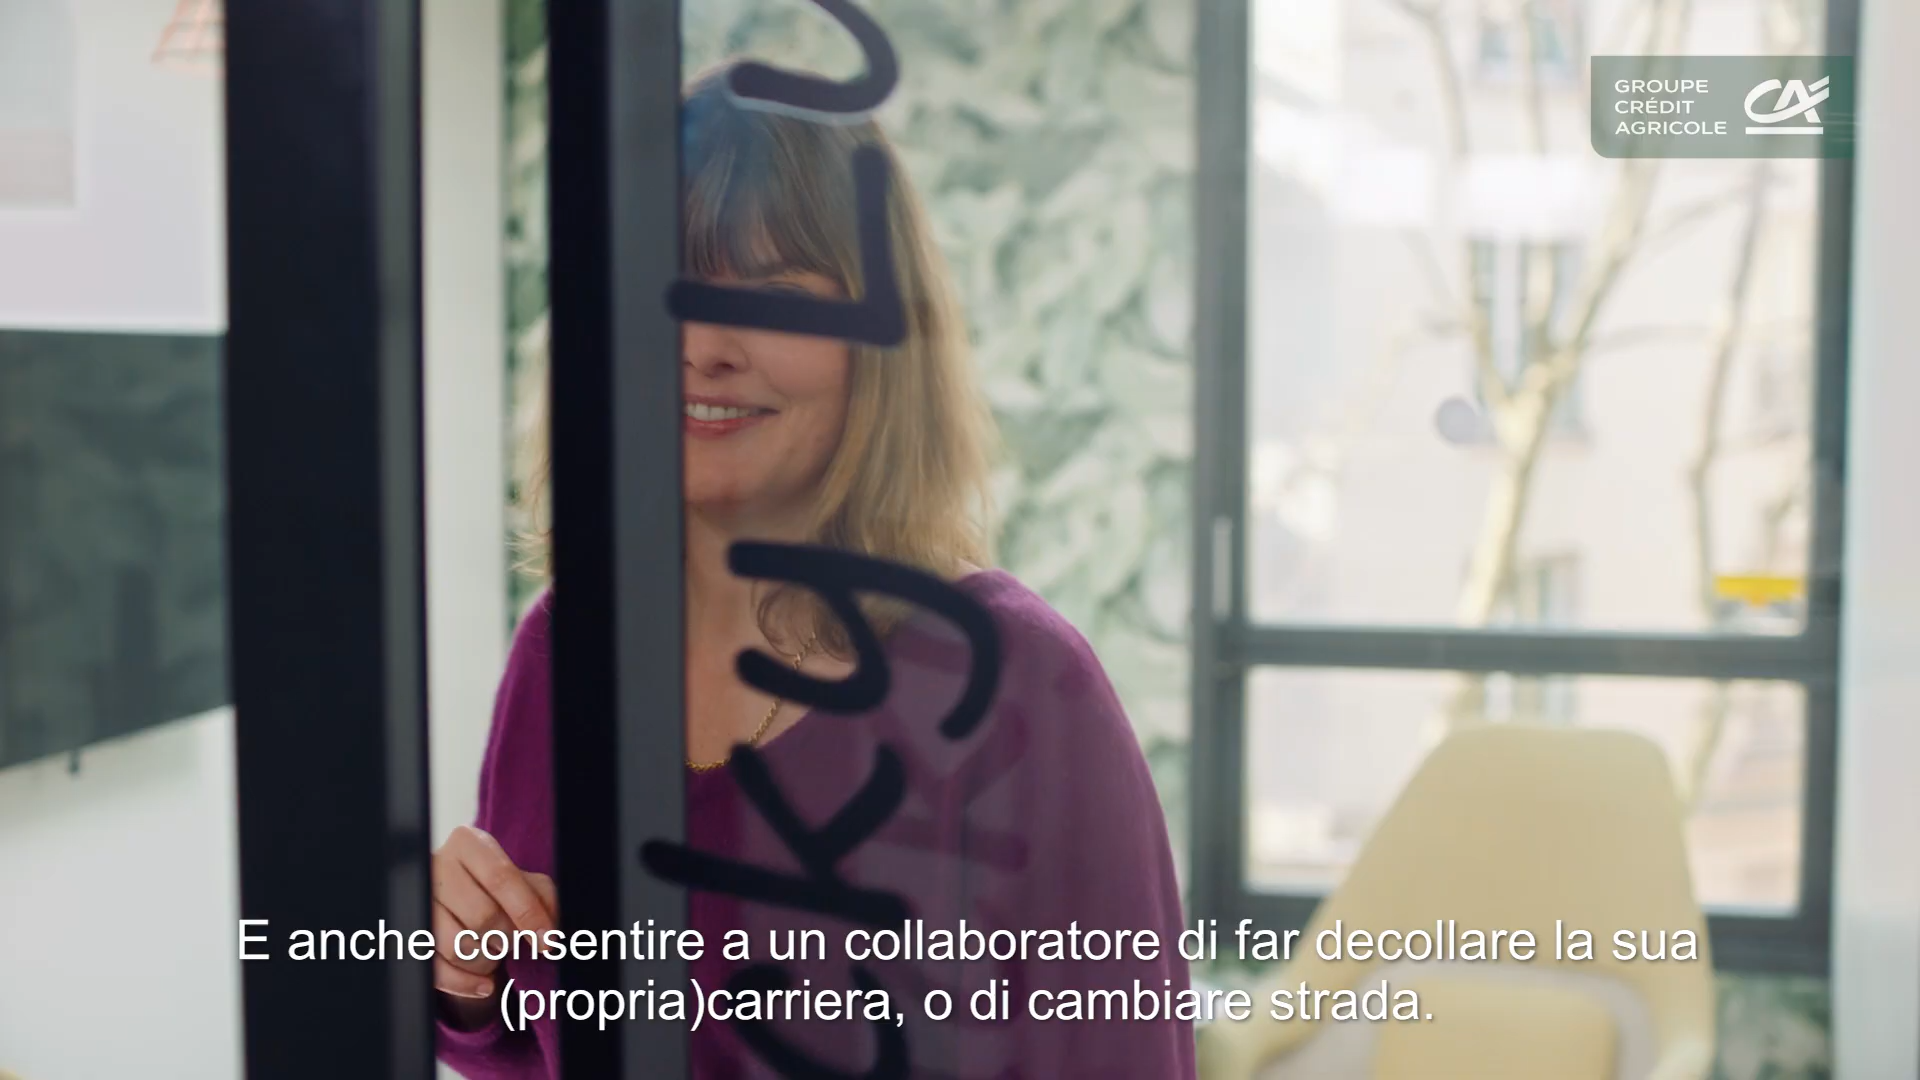 GROUPE
CRÉDIT
AGRICOLE
E anche consentire a un collaboratore di far decollare la sua
(propria)carriera, o di cambiare strada.